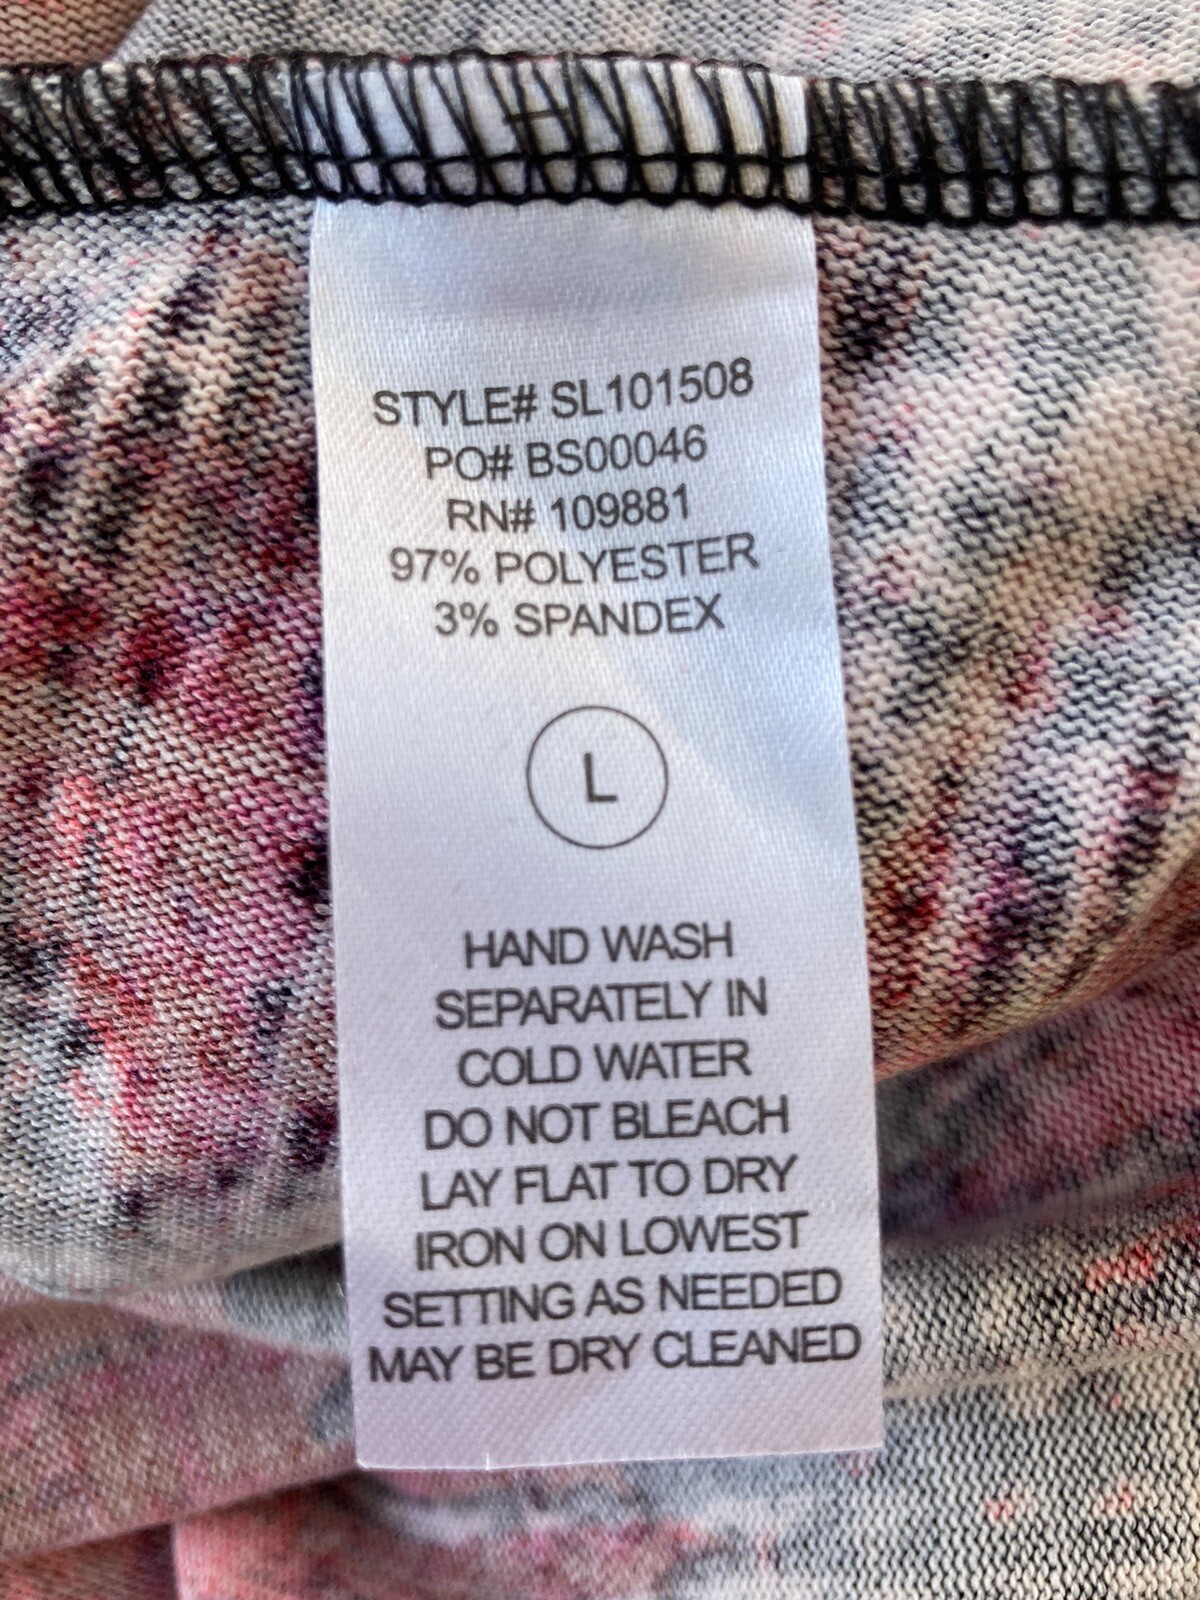 STYLE# SL101508
PO# BS00046
RN# 109881
97% POLYESTER
3% SPANDEX
L
HAND WASH
SEPARATELY IN
COLD WATER
DO NOT BLEACH
LAY FLAT TO DRY
IRON ON LOWEST
SETTING AS NEEDED
MAY BE DRY CLEANED